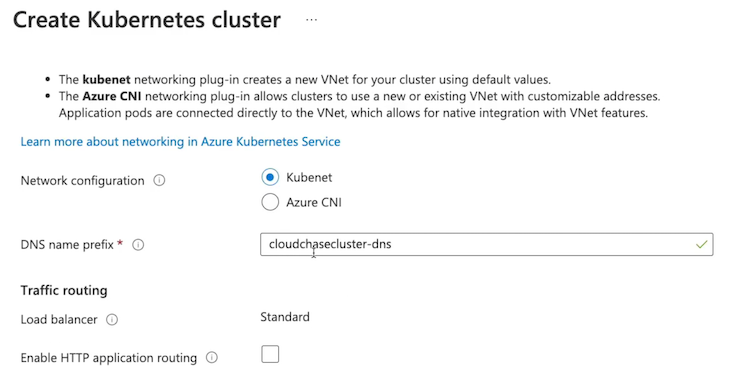 Create Kubernetes cluster ...
• The kubenet networking plug-in creates a new VNet for your cluster using default values.
• The Azure CNI networking plug-in allows clusters to use a new or existing VNet with customizable addresses.
Application pods are connected directly to the VNet, which allows for native integration with VNet features.
Learn more about networking in Azure Kubernetes Service
Network configuration
Kubenet
Azure CNI
DNS name prefix *
cloudchasecluster-dns
Traffic routing
Load balancer
Standard
Enable HTTP application routing